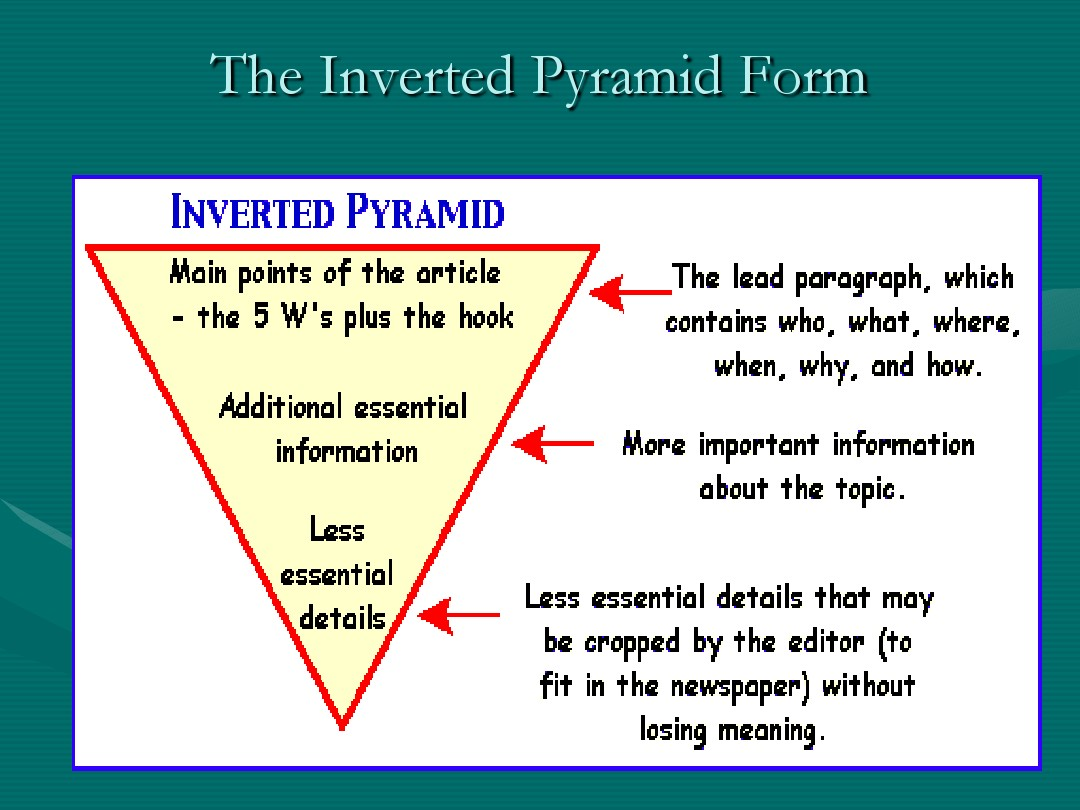 The Inverted Pyramid Form
INVERTED PYRAMID
Main points of the article
- the 5 W's plus the hook
The lead paragraph, which
contains who, what, where,
when, why, and how.
Additional essential
information
More important information
about the topic.
Less
essential
details
Less essential details that may
be cropped by the editor (to
fit in the newspaper) without
losing meaning.